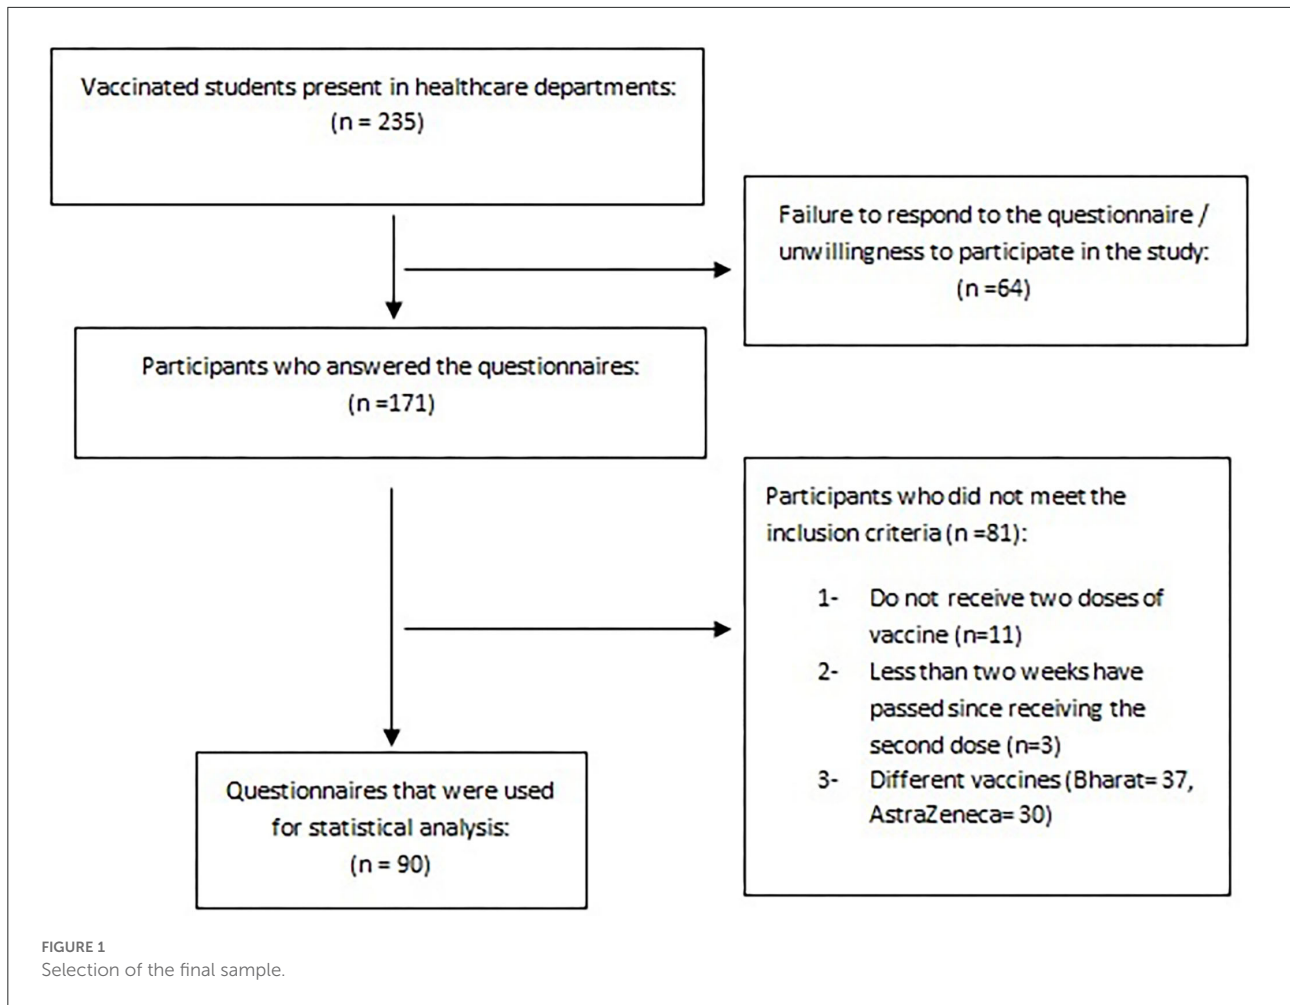 Vaccinated students present in healthcare departments:
(n = 235)
Failure to respond to the questionnaire /
unwillingness to participate in the study:
(n =64)
Participants who answered the questionnaires:
(n =171)
Participants who did not meet the
inclusion criteria (n =81):
1- Do not receive two doses of
vaccine (n=11)
2- Less than two weeks have
passed since receiving the
second dose (n=3)
3- Different vaccines (Bharat= 37,
AstraZeneca= 30)
Questionnaires that were used
for statistical analysis:
(n = 90)
FIGURE 1
Selection of the final sample.